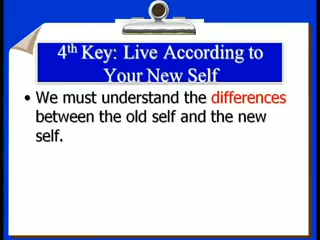 4th Key: Live According to
Your New Self
• We must understand the differences
between the old self and the new
self.